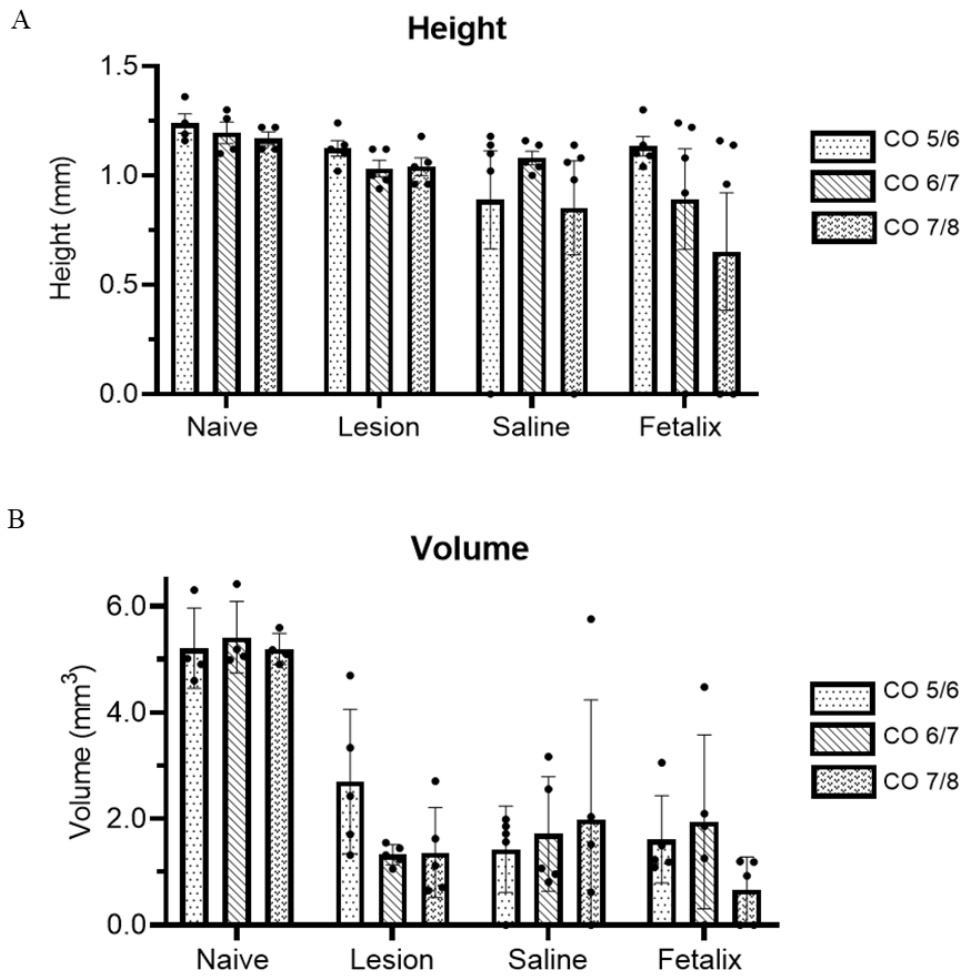 A
Height
1.5
1.0
0.5
0.0
Height (mm)
Naive
Lesion
Saline
Fetalix
CO 5/6
CO 6/7
CO 7/8
B
Volume
6.0
4.0
2.0
0.0
Volume (mm³)
Naive
Lesion
Saline
Fetalix
CO 5/6
CO 6/7
CO 7/8